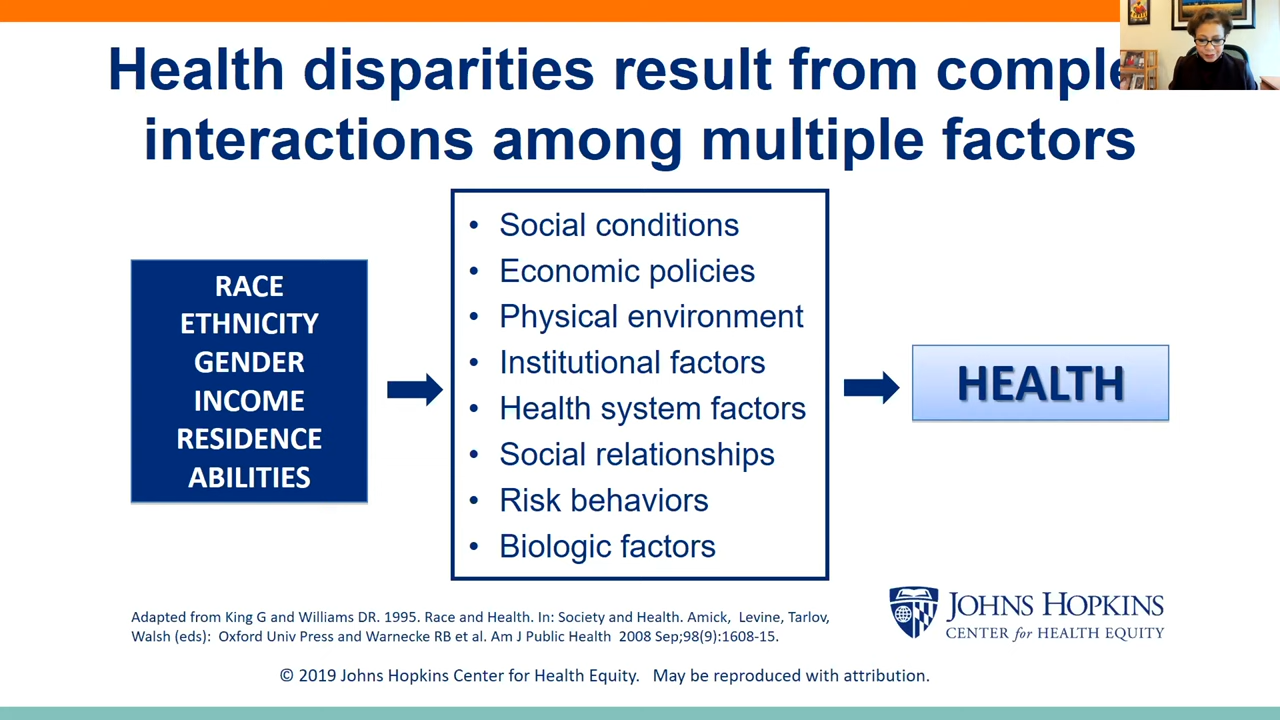 Health disparities result from comple
interactions among multiple factors
RACE
ETHNICITY
GENDER
INCOME
RESIDENCE
ABILITIES
• Social conditions
• Economic policies
• Physical environment
• Institutional factors
• Health system factors
• Social relationships
• Risk behaviors
• Biologic factors
HEALTH
Adapted from King G and Williams DR. 1995. Race and Health. In: Society and Health. Amick, Levine, Tarlov,
Walsh (eds): Oxford Univ Press and Warnecke RB et al. Am J Public Health 2008 Sep;98(9):1608-15.
JOHNS HOPKINS
CENTER for HEALTH EQUITY
© 2019 Johns Hopkins Center for Health Equity. May be reproduced with attribution.